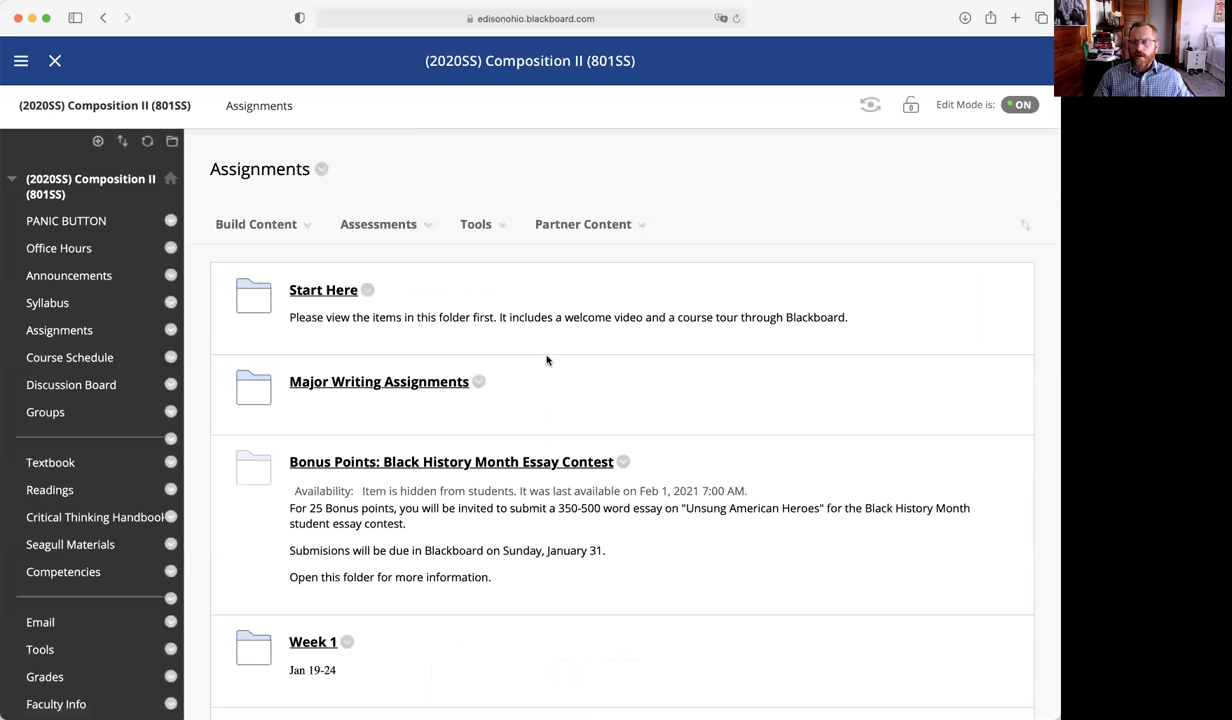 edisonohio.blackboard.com
(2020SS) Composition II (801SS)
(2020SS) Composition II (801SS)
Assignments
Edit Mode is:
ON
(2020SS) Composition II
(801SS)
PANIC BUTTON
Office Hours
Announcements
Syllabus
Assignments
Course Schedule
Discussion Board
Groups
Textbook
Readings
Critical Thinking Handbook
Seagull Materials
Competencies
Email
Tools
Grades
Faculty Info
Assignments
Build Content
Assessments
Tools
Partner Content
Start Here
Please view the items in this folder first. It includes a welcome video and a course tour through Blackboard.
Major Writing Assignments
Bonus Points: Black History Month Essay Contest
Availability: Item is hidden from students. It was last available on Feb 1, 2021 7:00 AM.
For 25 Bonus points, you will be invited to submit a 350-500 word essay on "Unsung American Heroes" for the Black History Month
student essay contest.
Submisions will be due in Blackboard on Sunday, January 31.
Open this folder for more information.
Week 1
Jan 19-24